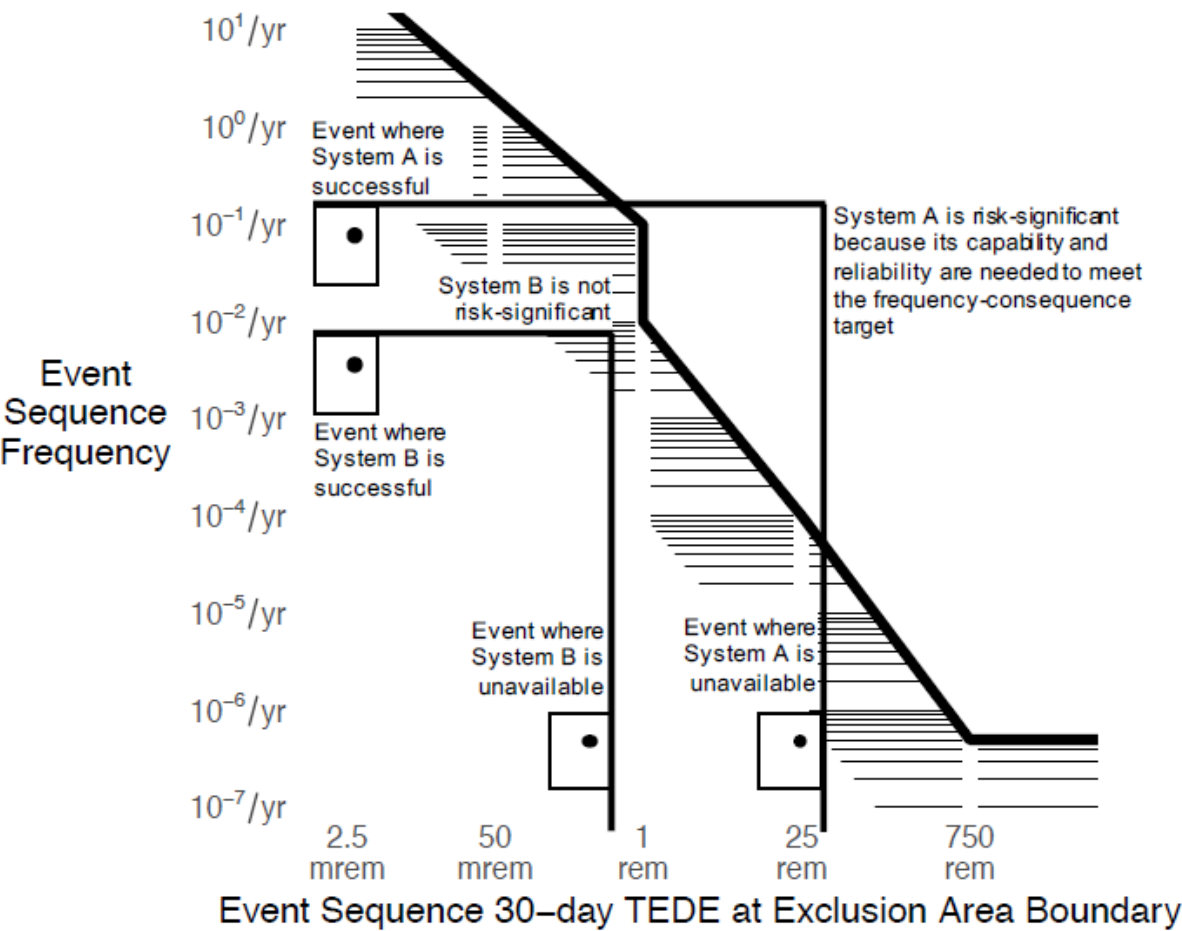 10¹/yr
10⁰/yr
10⁻¹/yr
10⁻²/yr
10⁻³/yr
10⁻⁴/yr
10⁻⁵/yr
10⁻⁶/yr
10⁻⁷/yr
Event
Sequence
Frequency
Event where
System A is
successful
System A is risk-significant
because its capability and
reliability are needed to meet
the frequency-consequence
target
System B is not
risk-significant
Event where
System B is
successful
Event where
System B is
unavailable
Event where
System A is
unavailable
2.5
mrem
50
mrem
1
rem
25
rem
750
rem
Event Sequence 30–day TEDE at Exclusion Area Boundary